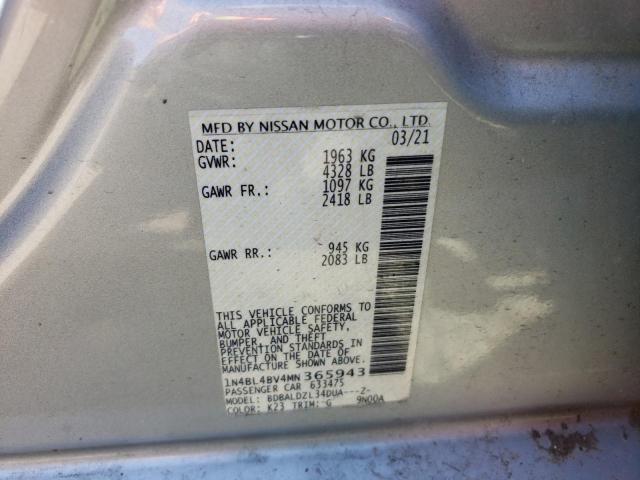 MFD BY NISSAN MOTOR CO., LTD.
DATE: 03/21
GVWR: 1963 KG
4328 LB
GAWR FR.: 1097 KG
2418 LB
GAWR RR.: 945 KG
2083 LB
THIS VEHICLE CONFORMS TO
ALL APPLICABLE FEDERAL
MOTOR VEHICLE SAFETY,
BUMPER, AND THEFT
PREVENTION STANDARDS IN
EFFECT ON THE DATE OF
MANUFACTURE SHOWN ABOVE.
1N4BL4BV4MN365943
PASSENGER CAR 633475
MODEL: BDBALDZL34DUA---Z-
COLOR: K23 TRIM: G 9N00A